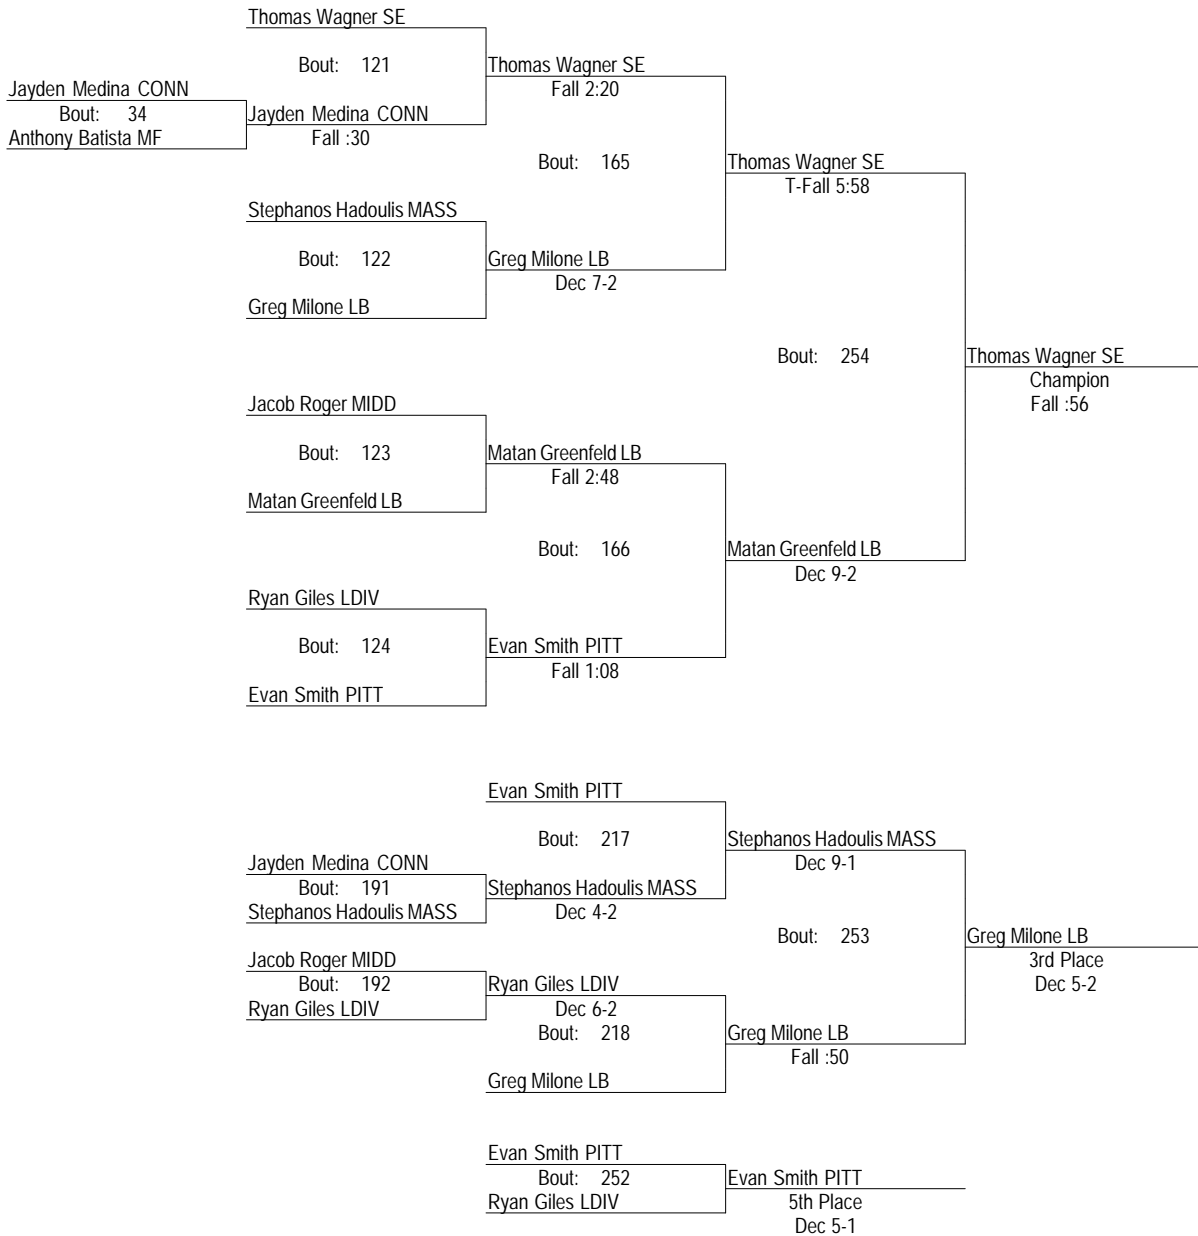 Thomas Wagner SE
Bout: 121
Thomas Wagner SE
Fall 2:20
Jayden Medina CONN
Bout: 34
Anthony Batista MF
Jayden Medina CONN
Fall :30
Bout: 165
Thomas Wagner SE
T-Fall 5:58
Stephanos Hadoulis MASS
Bout: 122
Greg Milone LB
Dec 7-2
Greg Milone LB
Bout: 254
Thomas Wagner SE
Champion
Fall :56
Jacob Roger MIDD
Bout: 123
Matan Greenfeld LB
Fall 2:48
Matan Greenfeld LB
Bout: 166
Matan Greenfeld LB
Dec 9-2
Ryan Giles LDIV
Bout: 124
Evan Smith PITT
Fall 1:08
Evan Smith PITT
Evan Smith PITT
Bout: 217
Stephanos Hadoulis MASS
Dec 9-1
Jayden Medina CONN
Bout: 191
Stephanos Hadoulis MASS
Stephanos Hadoulis MASS
Dec 4-2
Bout: 253
Greg Milone LB
3rd Place
Dec 5-2
Jacob Roger MIDD
Bout: 192
Ryan Giles LDIV
Ryan Giles LDIV
Dec 6-2
Bout: 218
Greg Milone LB
Fall :50
Greg Milone LB
Evan Smith PITT
Bout: 252
Ryan Giles LDIV
Evan Smith PITT
5th Place
Dec 5-1